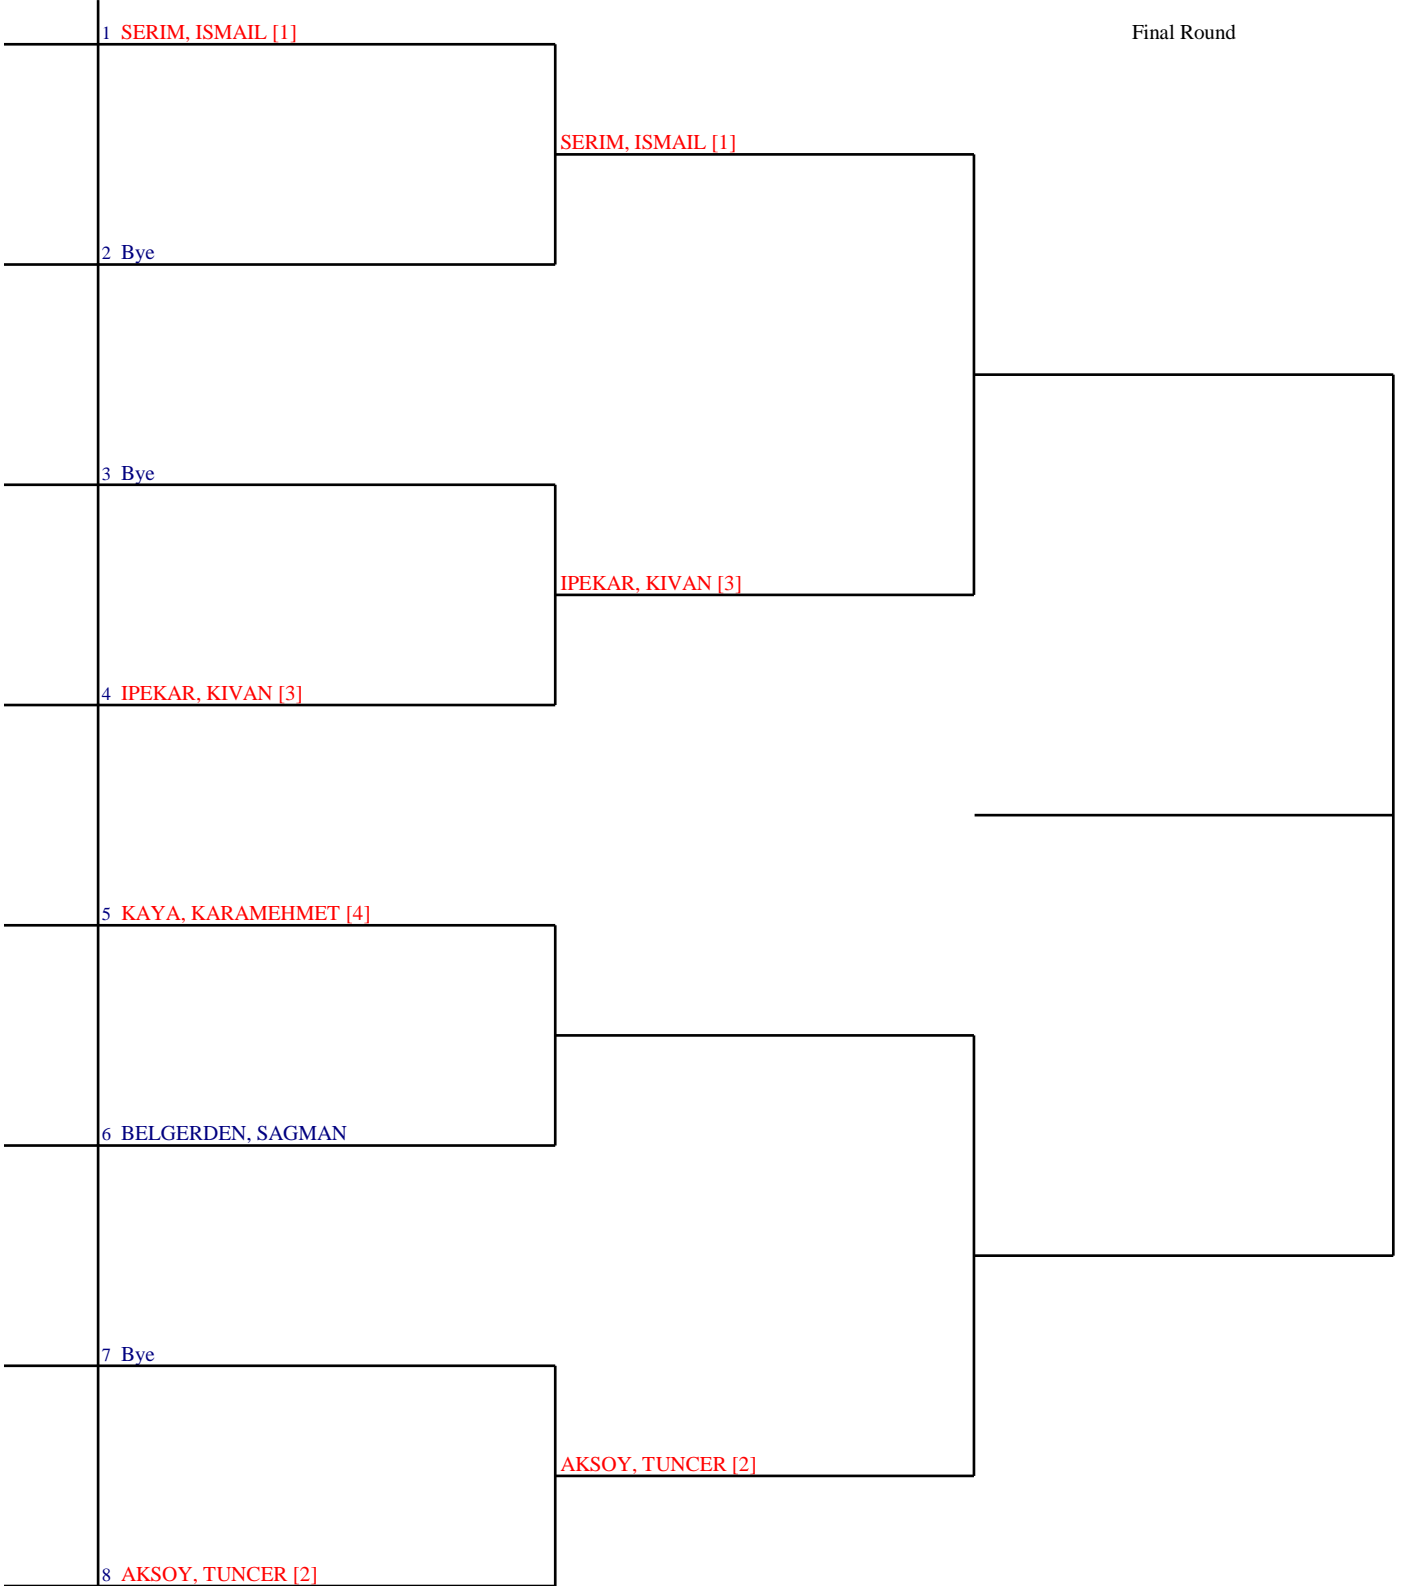 1 SERIM, ISMAIL [1]
Final Round
SERIM, ISMAIL [1]
2 Bye
3 Bye
IPEKAR, KIVAN [3]
4 IPEKAR, KIVAN [3]
5 KAYA, KARAMEHMET [4]
6 BELGERDEN, SAGMAN
7 Bye
AKSOY, TUNCER [2]
8 AKSOY, TUNCER [2]